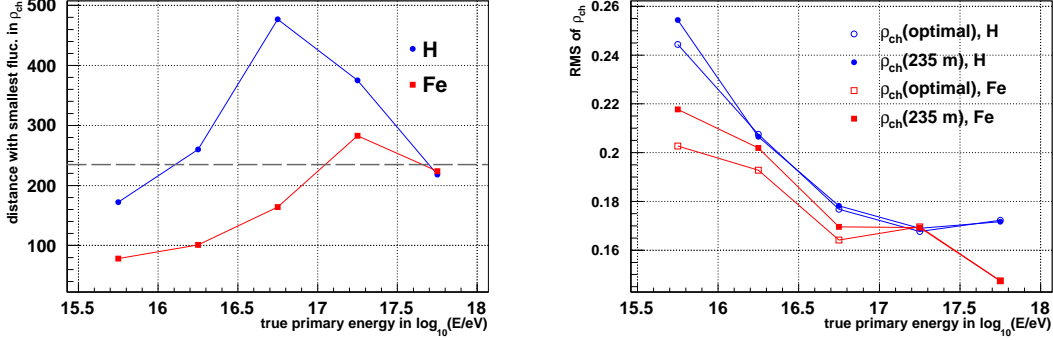 distance with smallest fluc. in ρch
500
400
300
200
100
H
Fe
15.5 16 16.5 17 17.5 18
true primary energy in log10(E/eV)
RMS of ρch
0.26
0.24
0.22
0.2
0.18
0.16
ρch(optimal), H
ρch(235 m), H
ρch(optimal), Fe
ρch(235 m), Fe
15.5 16 16.5 17 17.5 18
true primary energy in log10(E/eV)